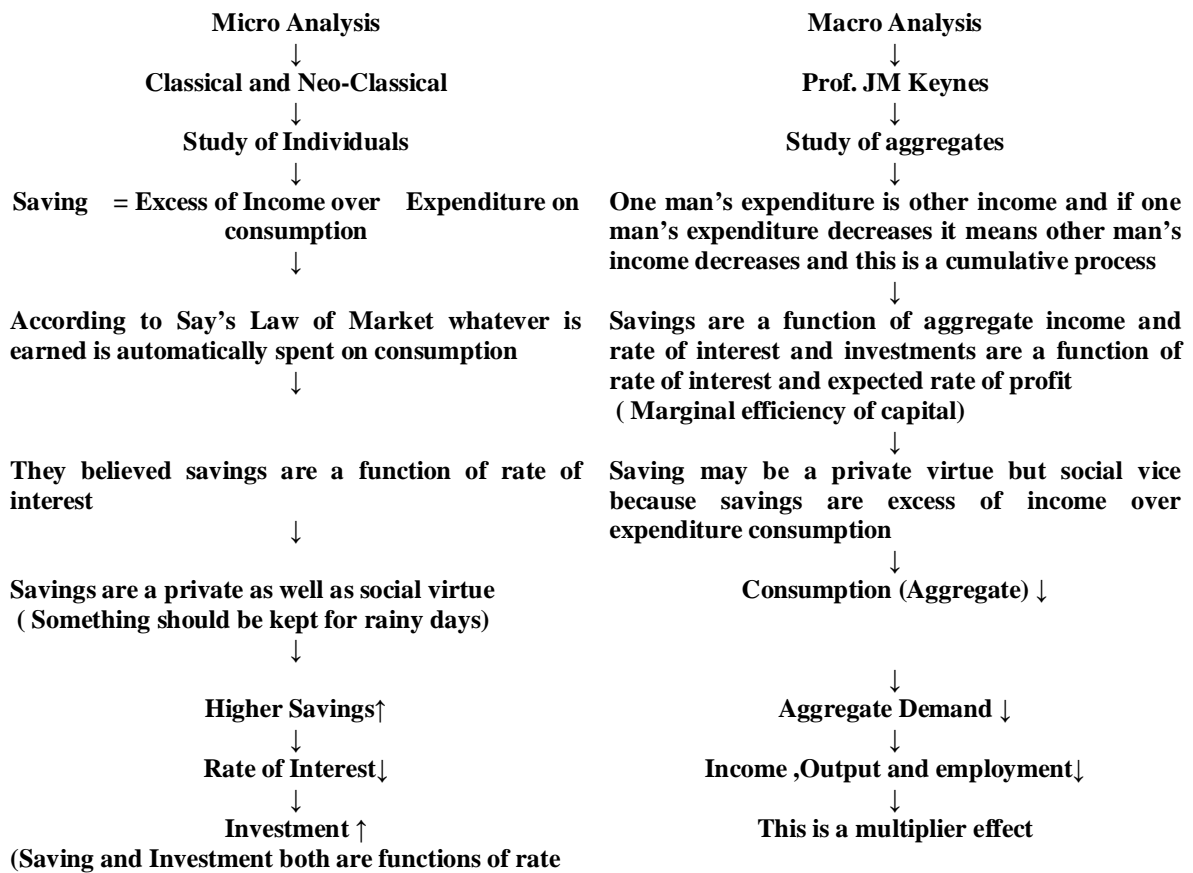 Micro Analysis
↓
Classical and Neo-Classical
↓
Study of Individuals
↓
Saving = Excess of Income over Expenditure on
consumption
↓
According to Say's Law of Market whatever is
earned is automatically spent on consumption
↓
They believed savings are a function of rate of
interest
↓
Savings are a private as well as social virtue
( Something should be kept for rainy days)
↓
Higher Savings↑
↓
Rate of Interest↓
↓
Investment ↑
(Saving and Investment both are functions of rate
Macro Analysis
↓
Prof. JM Keynes
↓
Study of aggregates
↓
One man's expenditure is other income and if one
man's expenditure decreases it means other man's
income decreases and this is a cumulative process
↓
Savings are a function of aggregate income and
rate of interest and investments are a function of
rate of interest and expected rate of profit
( Marginal efficiency of capital)
↓
Saving may be a private virtue but social vice
because savings are excess of income over
expenditure consumption
↓
Consumption (Aggregate) ↓
↓
Aggregate Demand ↓
↓
Income ,Output and employment↓
↓
This is a multiplier effect